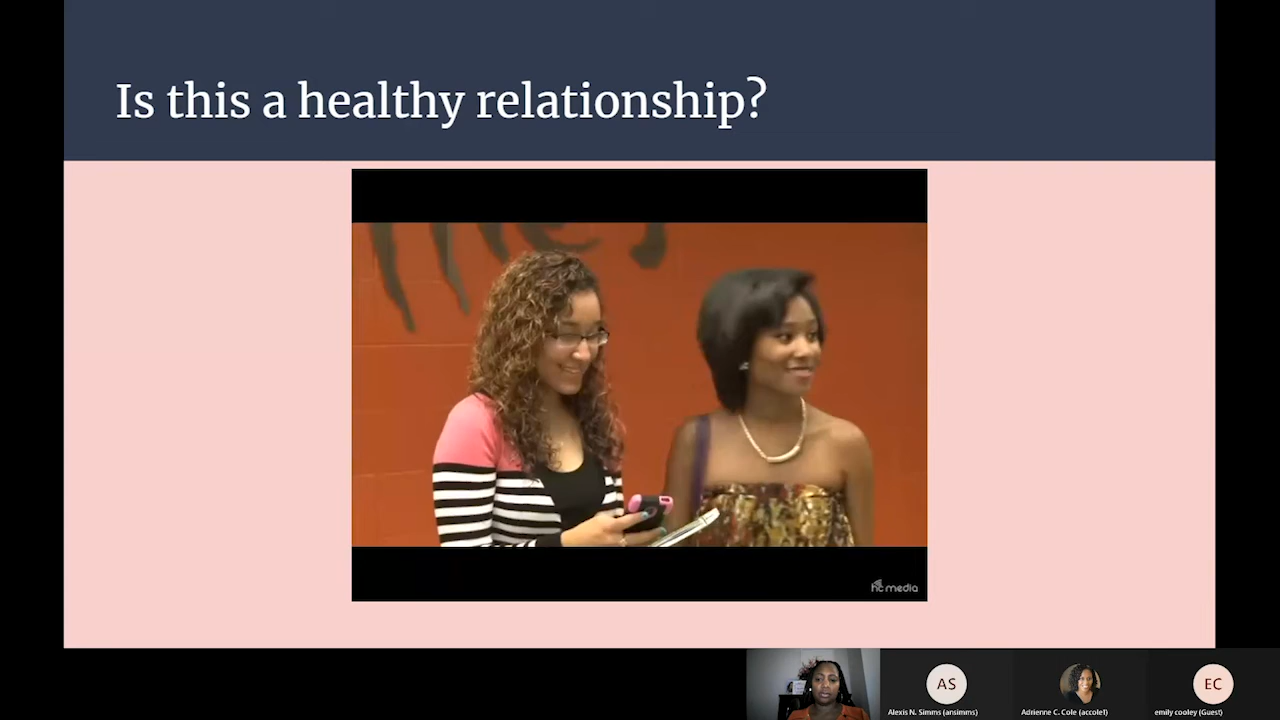 Is this a healthy relationship?
hc media
AS
EC
Alexis N. Simms (ansimms)
Adrienne C. Cole (accole1)
emily cooley (Guest)